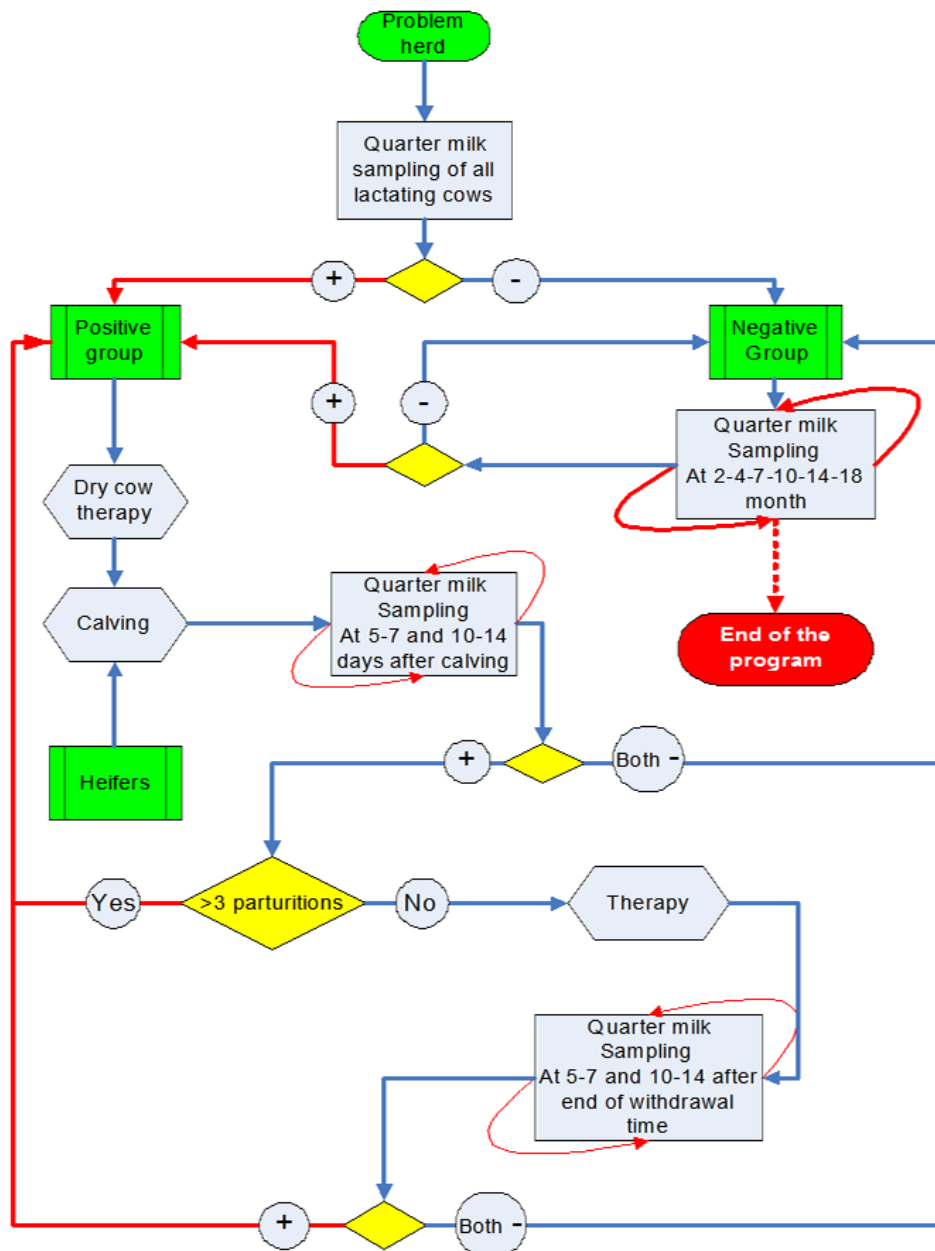 Problem
herd
Quarter milk
sampling of all
lactating cows
+
-
Positive
group
Negative
Group
+
-
Quarter milk
Sampling
At 2-4-7-10-14-18
month
Dry cow
therapy
Calving
Quarter milk
Sampling
At 5-7 and 10-14
days after calving
End of the
program
Heifers
+
Both -
Yes
>3 parturitions
No
Therapy
Quarter milk
Sampling
At 5-7 and 10-14 after
end of withdrawal
time
+
Both -